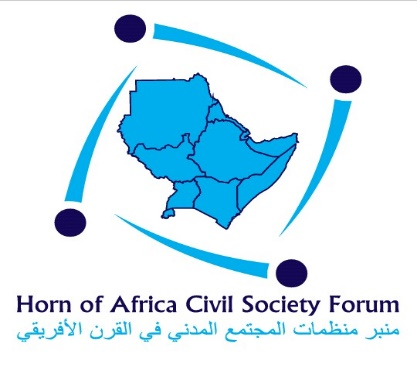 Horn of Africa Civil Society Forum
منبر منظمات المجتمع المدني في القرن الأفريقي